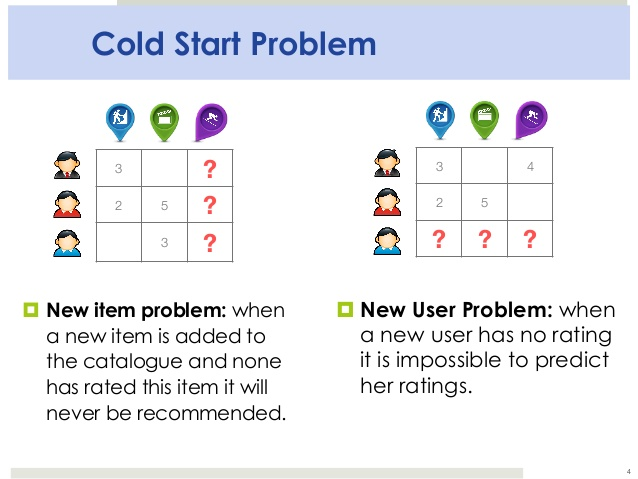 Cold Start Problem
3 ?
2 5 ?
3 ?
3 4
2 5
? ? ?
New item problem: when
a new item is added to
the catalogue and none
has rated this item it will
never be recommended.
New User Problem: when
a new user has no rating
it is impossible to predict
her ratings.
4